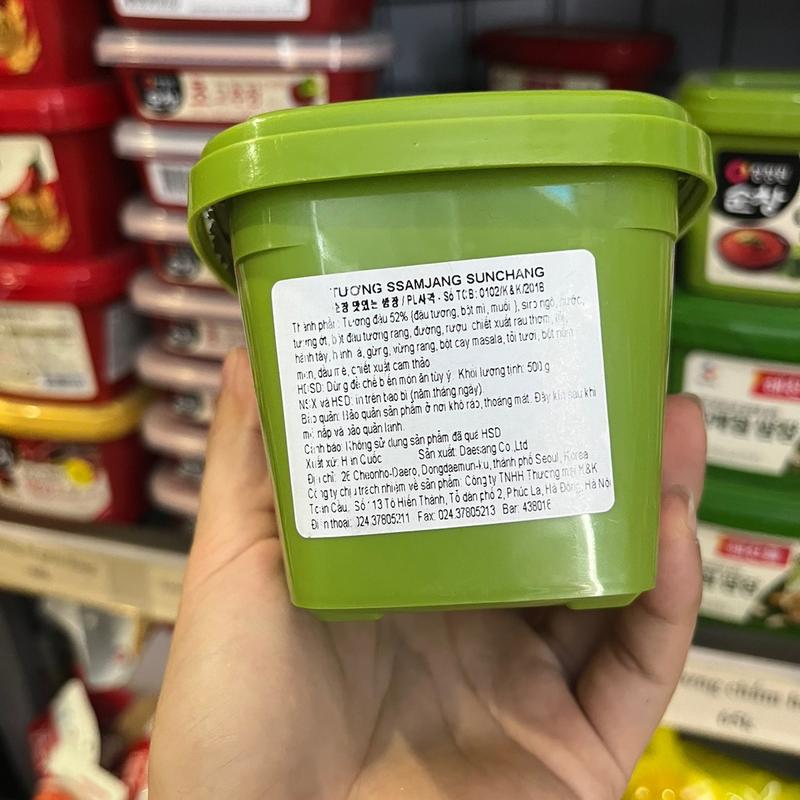 TƯƠNG SSAMJANG SUNCHANG
순창 맛있는 쌈장 / PL사각 - Số TCB: 0102/K&K/2018
Thành phần: Tương đậu 52% (đậu tương, bột mì, muối), siro ngô, nước,
tương ớt, bột đậu tương rang, đường, rượu, chiết xuất rau thơm, tỏi,
hành tây, hành lá, gừng, vừng rang, bột cay masala, tỏi tươi, bột nấm
men, dầu mè, chiết xuất cam thảo
HDSD: Dùng để chế biến món ăn tùy ý. Khối lượng tịnh: 500 g
NSX và HSD: in trên bao bì (năm.tháng.ngày)
Bảo quản: Bảo quản sản phẩm ở nơi khô ráo, thoáng mát. Đậy kín sau khi
mở nắp và bảo quản lạnh.
Cảnh báo: Không sử dụng sản phẩm đã quá HSD
Xuất xứ: Hàn Quốc Sản xuất: Daesang Co.,Ltd
Địa chỉ: 26 Cheonho-Daero, Dongdaemun-ku, thành phố Seoul, Korea
Công ty chịu trách nhiệm về sản phẩm: Công ty TNHH Thương mại K&K
Toàn Cầu, Số 13 Tô Hiến Thành, Tổ dân phố 2, Phúc La, Hà Đông, Hà Nội
Điện thoại: 024.37805211 Fax: 024.37805213 Bar: 438016
순창